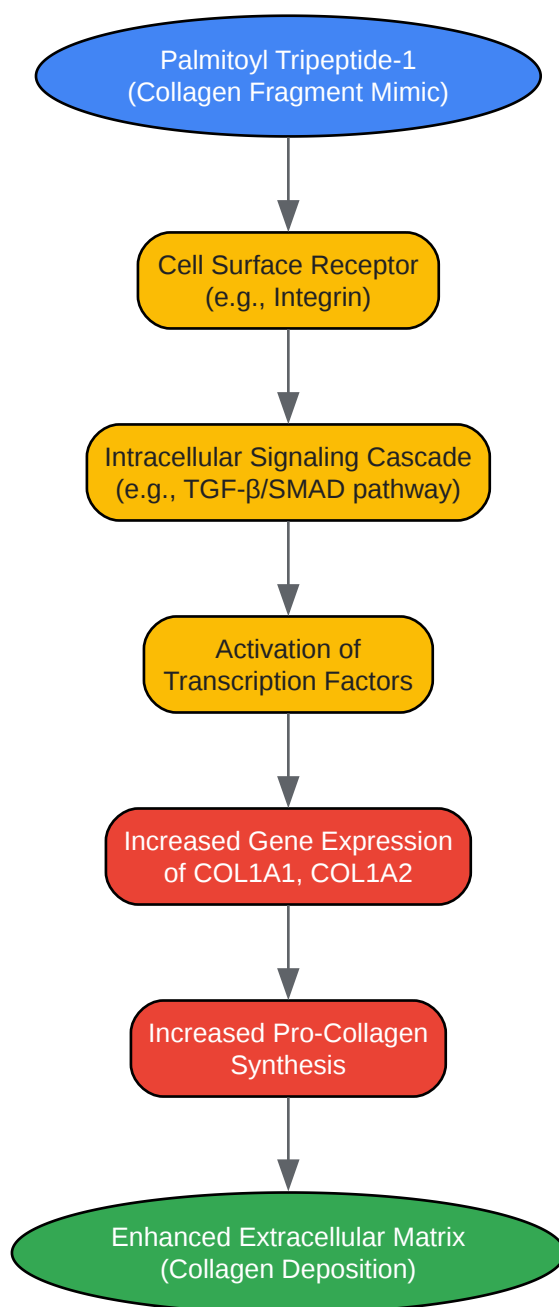 Palmitoyl Tripeptide-1
(Collagen Fragment Mimic)
Cell Surface Receptor
(e.g., Integrin)
Intracellular Signaling Cascade
(e.g., TGF-β/SMAD pathway)
Activation of
Transcription Factors
Increased Gene Expression
of COL1A1, COL1A2
Increased Pro-Collagen
Synthesis
Enhanced Extracellular Matrix
(Collagen Deposition)